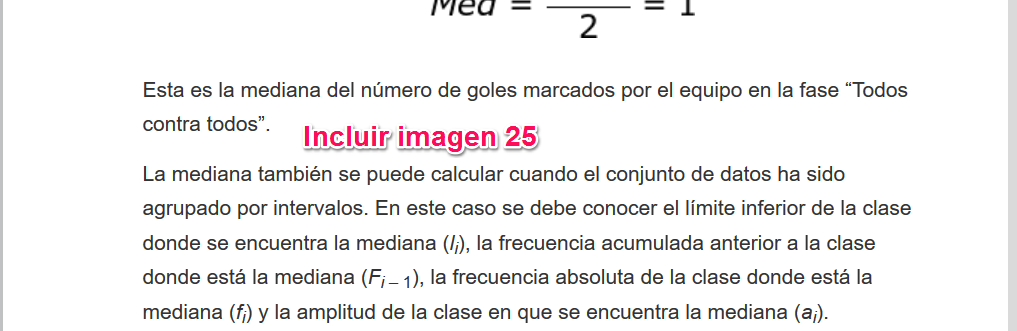 Med = ― = 1
2
Esta es la mediana del número de goles marcados por el equipo en la fase “Todos
contra todos”.
Incluir imagen 25
La mediana también se puede calcular cuando el conjunto de datos ha sido
agrupado por intervalos. En este caso se debe conocer el límite inferior de la clase
donde se encuentra la mediana (lᵢ), la frecuencia acumulada anterior a la clase
donde está la mediana (Fᵢ₋₁), la frecuencia absoluta de la clase donde está la
mediana (fᵢ) y la amplitud de la clase en que se encuentra la mediana (aᵢ).